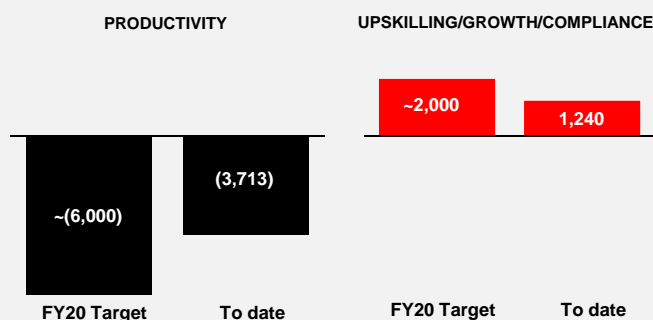 PRODUCTIVITY
~(6,000)
(3,713)
FY20 Target
To date
UPSKILLING/GROWTH/COMPLIANCE
~2,000
1,240
FY20 Target
To date